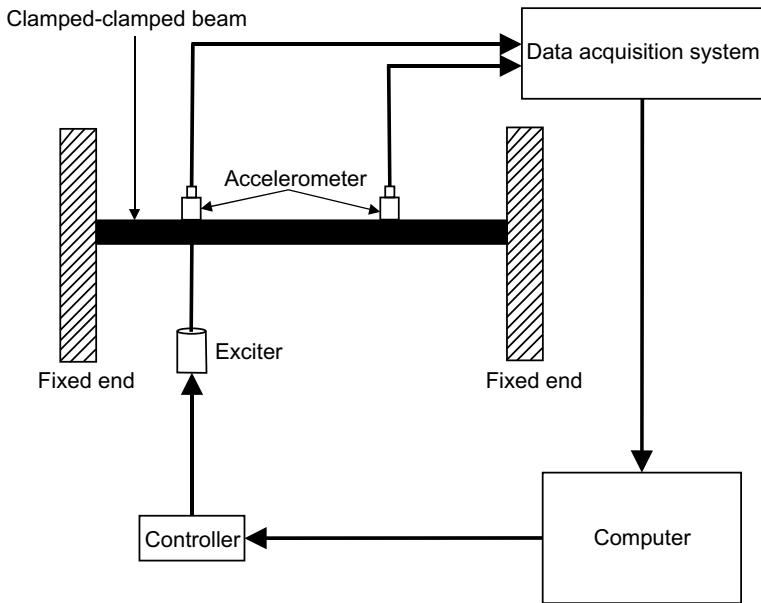 Clamped-clamped beam
Data acquisition system
Accelerometer
Exciter
Fixed end
Fixed end
Controller
Computer